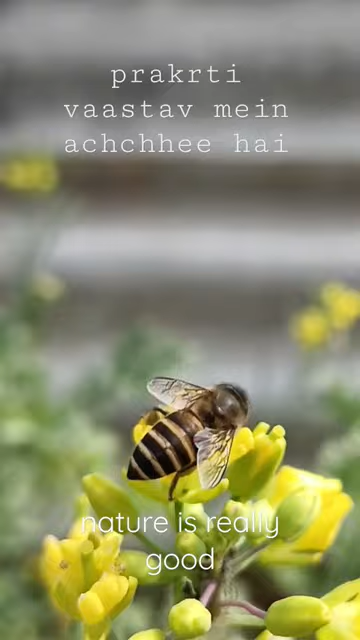 prakrti
vaastav mein
achchhee hai
nature is really
good